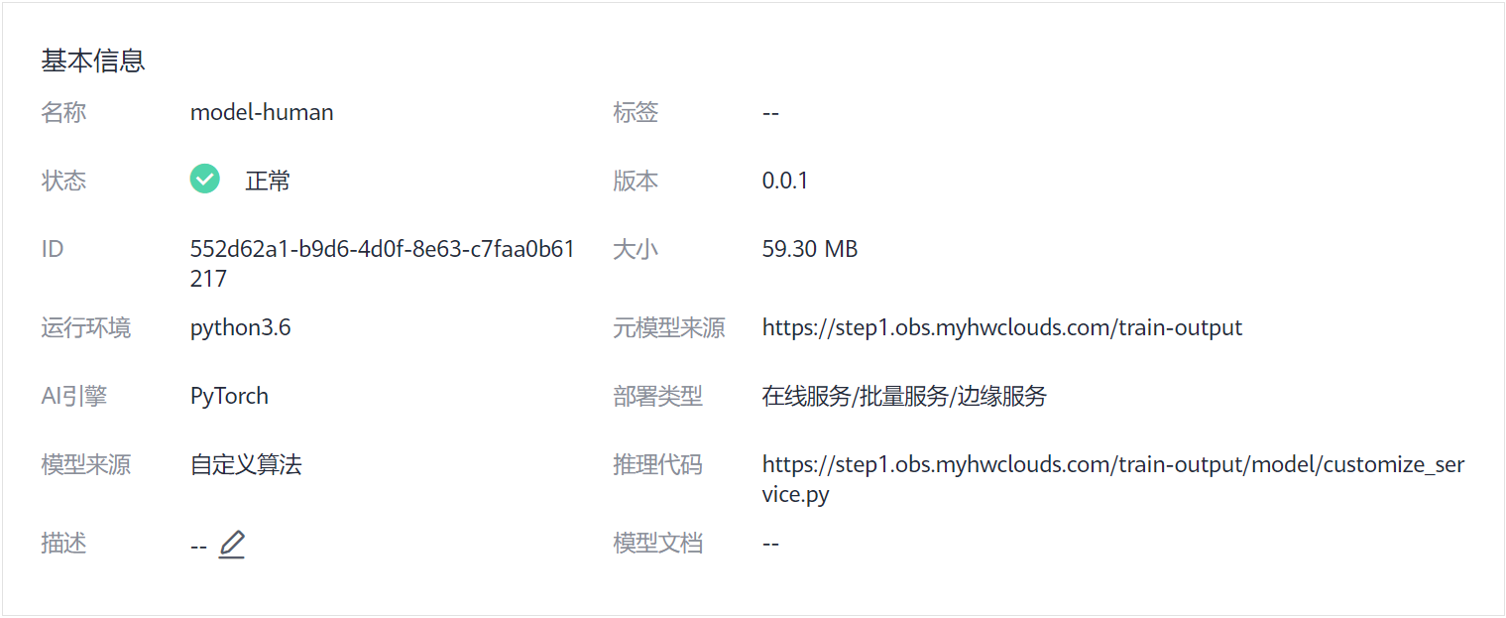 基本信息
名称 model-human 标签 --
状态 正常 版本 0.0.1
ID 552d62a1-b9d6-4d0f-8e63-c7faa0b61 大小 59.30 MB
217
运行环境 python3.6 元模型来源 https://step1.obs.myhwclouds.com/train-output
AI引擎 PyTorch 部署类型 在线服务/批量服务/边缘服务
模型来源 自定义算法 推理代码 https://step1.obs.myhwclouds.com/train-output/model/customize_ser
vice.py
描述 -- 模型文档 --